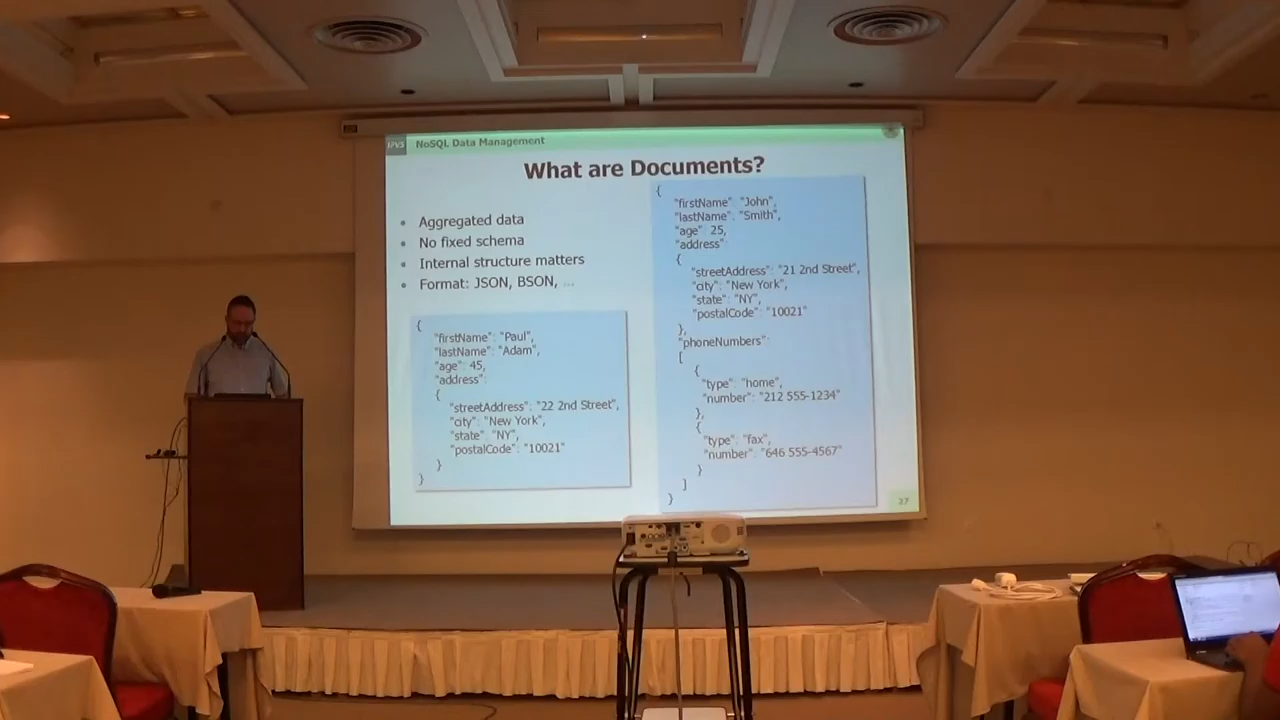 IPVS
NoSQL Data Management
What are Documents?
• Aggregated data
• No fixed schema
• Internal structure matters
• Format: JSON, BSON, ...
{
"firstName": "Paul",
"lastName": "Adam",
"age": 45,
"address":
{
"streetAddress": "22 2nd Street",
"city": "New York",
"state": "NY",
"postalCode": "10021"
}
}
{
"firstName": "John",
"lastName": "Smith",
"age": 25,
"address":
{
"streetAddress": "21 2nd Street",
"city": "New York",
"state": "NY",
"postalCode": "10021"
},
"phoneNumbers":
[
{
"type": "home",
"number": "212 555-1234"
},
{
"type": "fax",
"number": "646 555-4567"
}
]
}
27